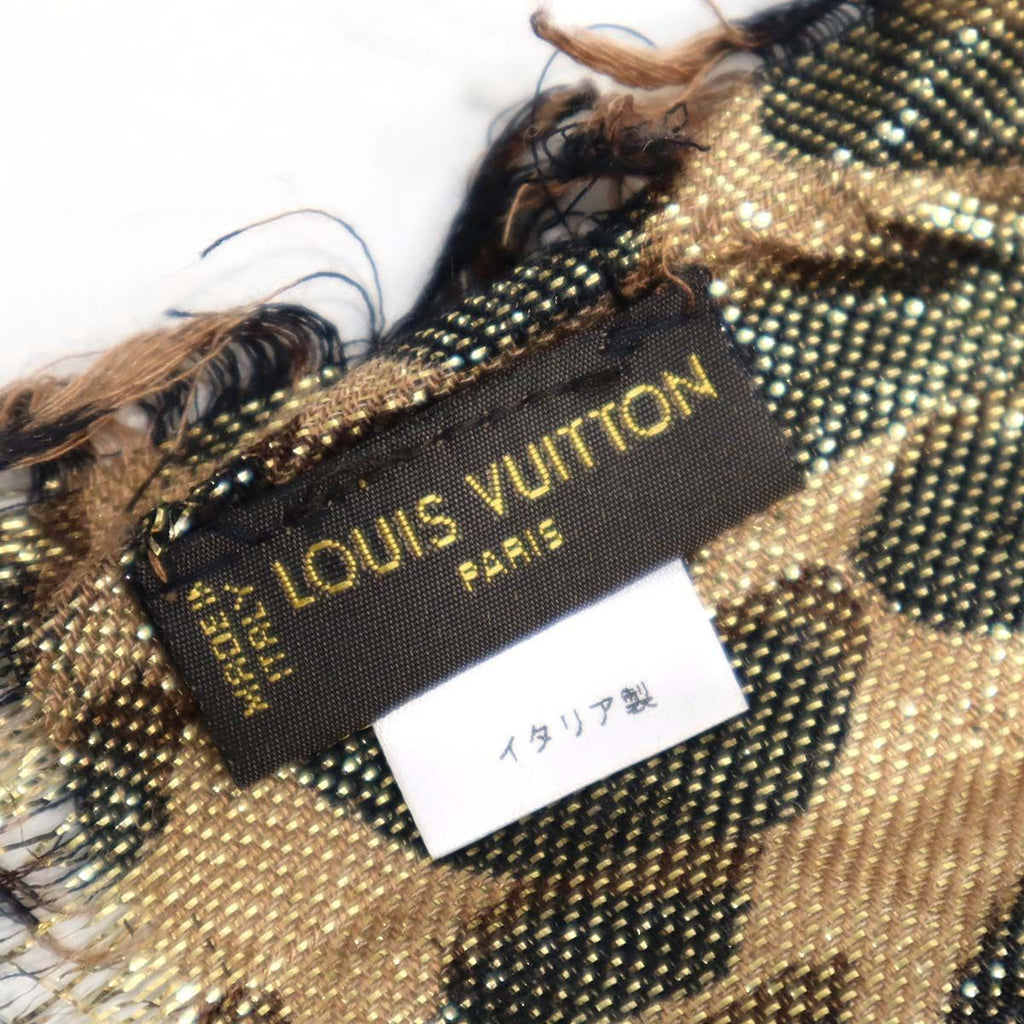 LOUIS VUITTON
PARIS
MADE IN
ITALY
イタリア製